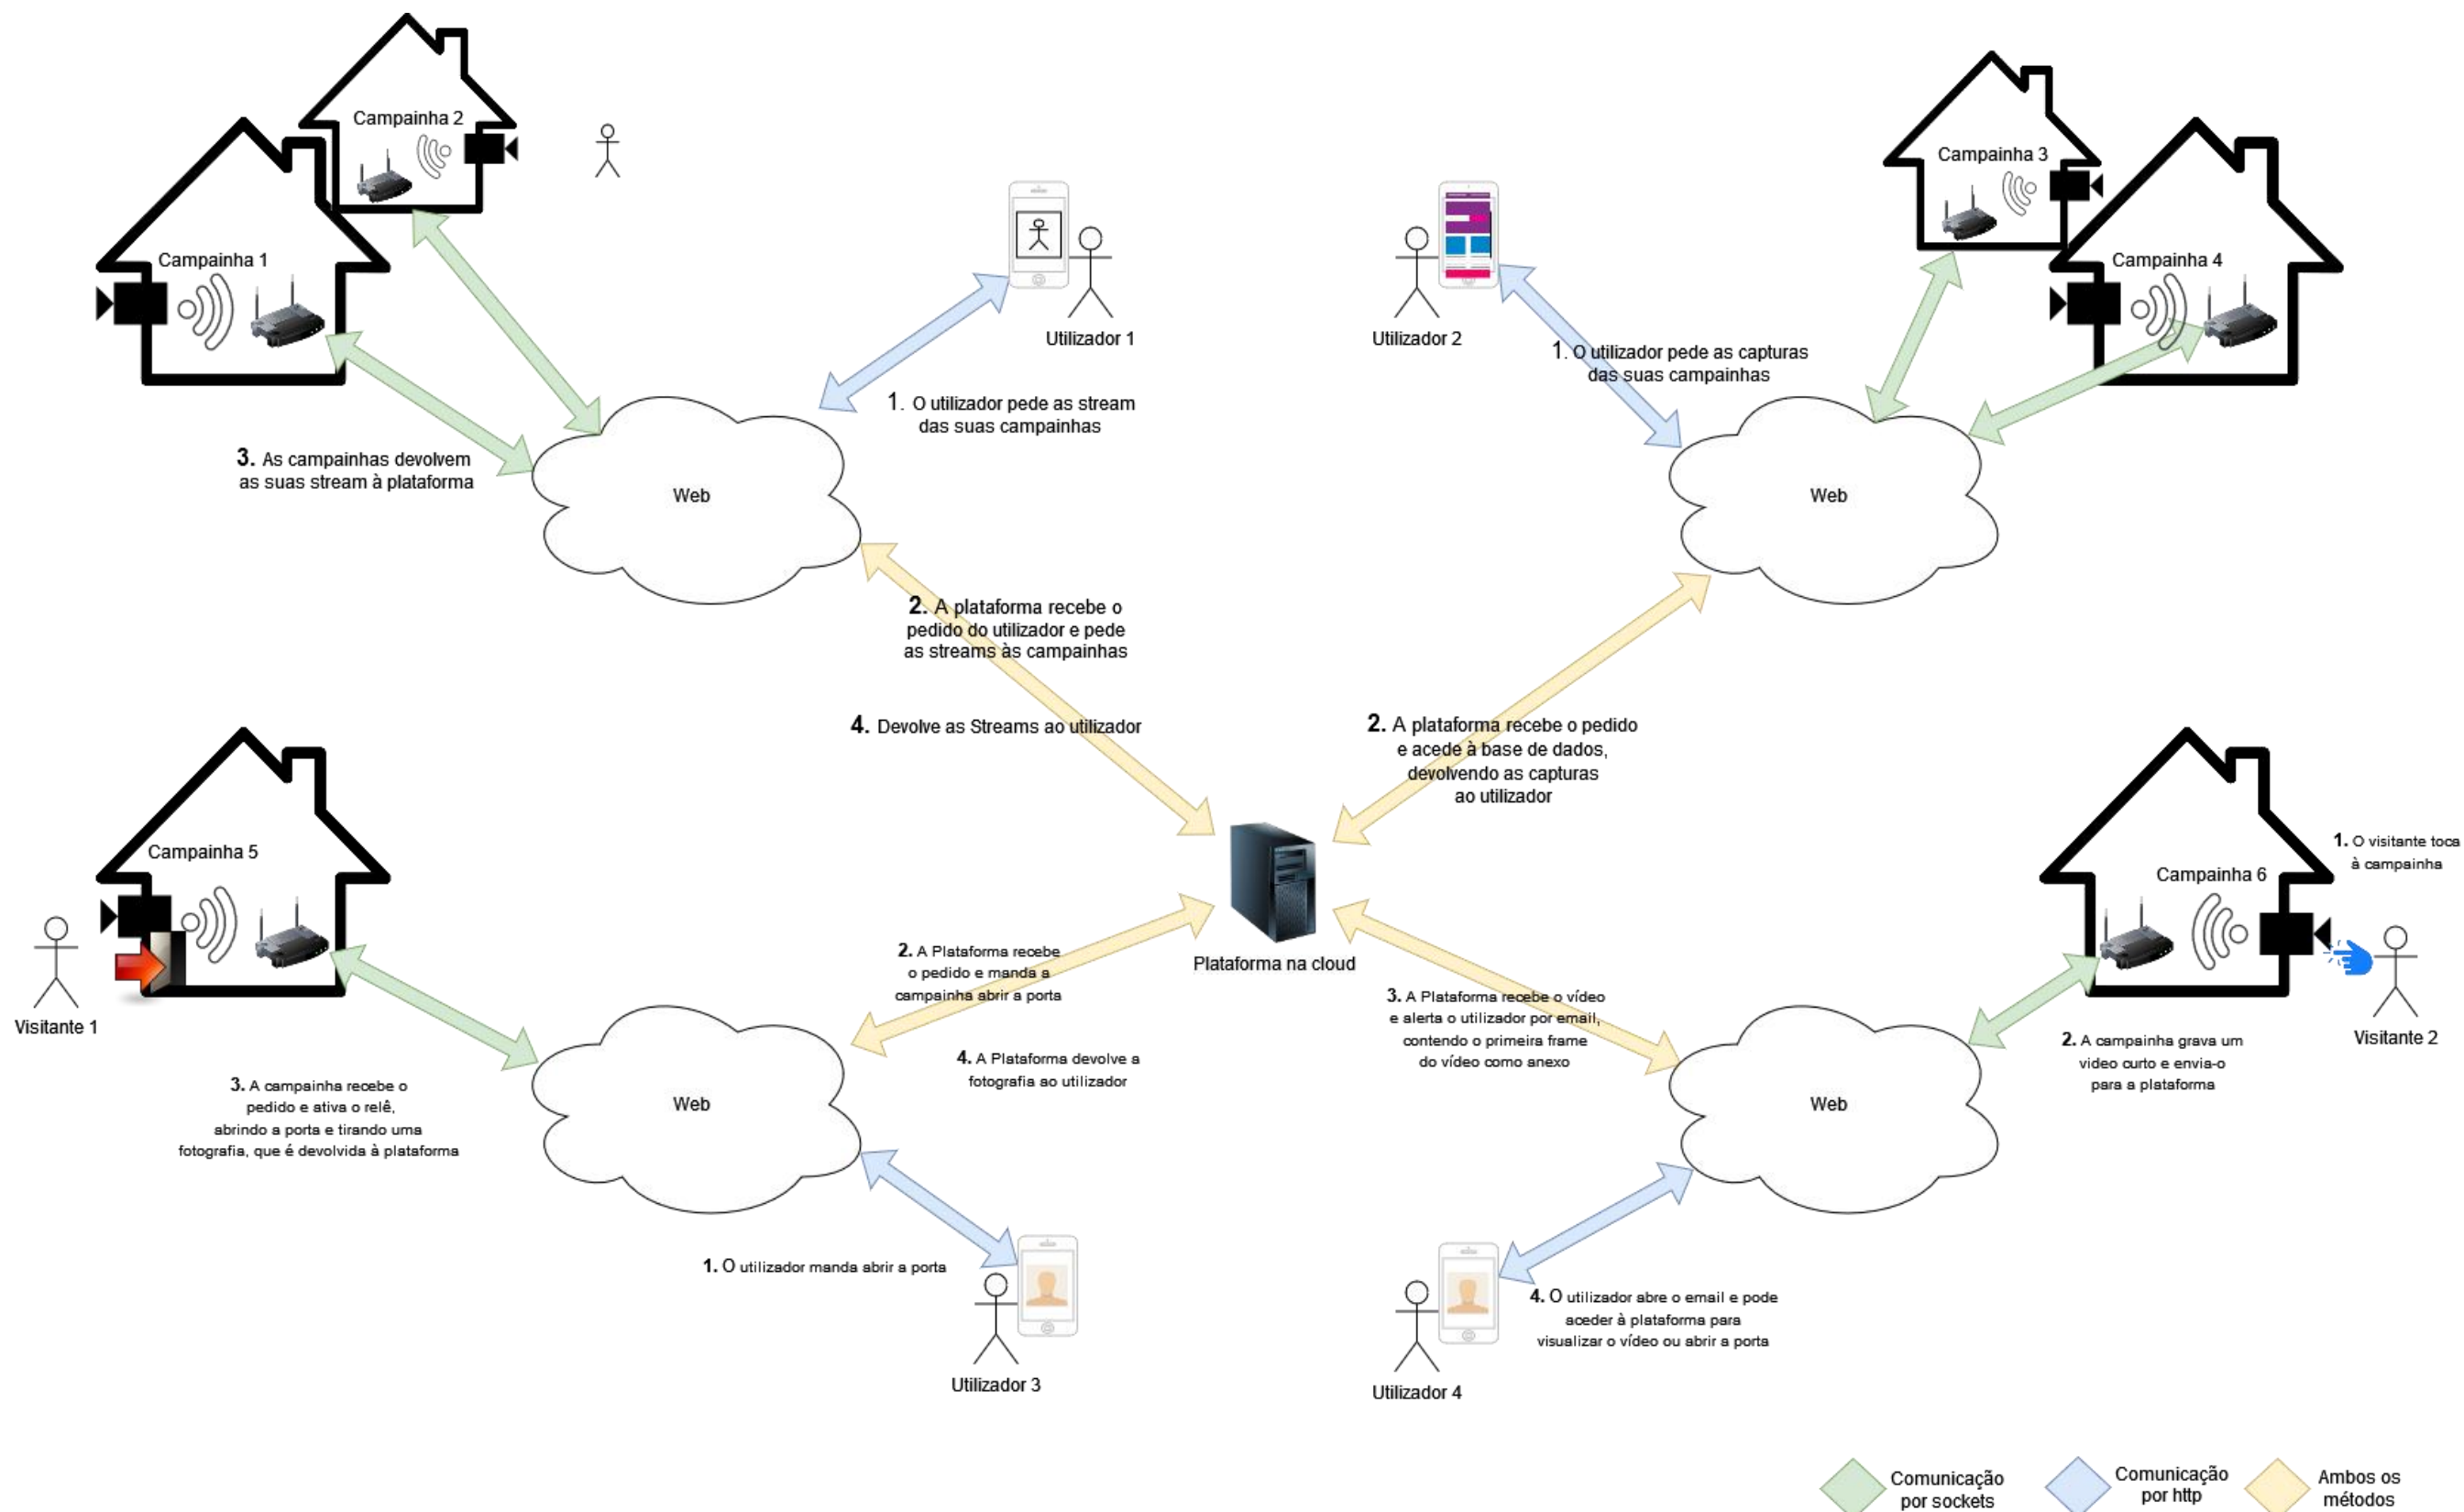 Campainha 2
Campainha 1
Campainha 3
Campainha 4
Utilizador 1
Utilizador 2
1. O utilizador pede as stream
das suas campainhas
1. O utilizador pede as capturas
das suas campainhas
3. As campainhas devolvem
as suas stream à plataforma
Web
Web
2. A plataforma recebe o
pedido do utilizador e pede
as streams às campainhas
4. Devolve as Streams ao utilizador
2. A plataforma recebe o pedido
e acede à base de dados,
devolvendo as capturas
ao utilizador
Campainha 5
Visitante 1
Plataforma na cloud
Campainha 6
1. O visitante toca
à campainha
Visitante 2
2. A Plataforma recebe
o pedido e manda a
campainha abrir a porta
4. A Plataforma devolve a
fotografia ao utilizador
3. A Plataforma recebe o vídeo
e alerta o utilizador por email,
contendo o primeira frame
do vídeo como anexo
2. A campainha grava um
video curto e envia-o
para a plataforma
3. A campainha recebe o
pedido e ativa o relê,
abrindo a porta e tirando uma
fotografia, que é devolvida à plataforma
Web
Web
1. O utilizador manda abrir a porta
Utilizador 3
4. O utilizador abre o email e pode
aceder à plataforma para
visualizar o vídeo ou abrir a porta
Utilizador 4
Comunicação
por sockets
Comunicação
por http
Ambos os
métodos